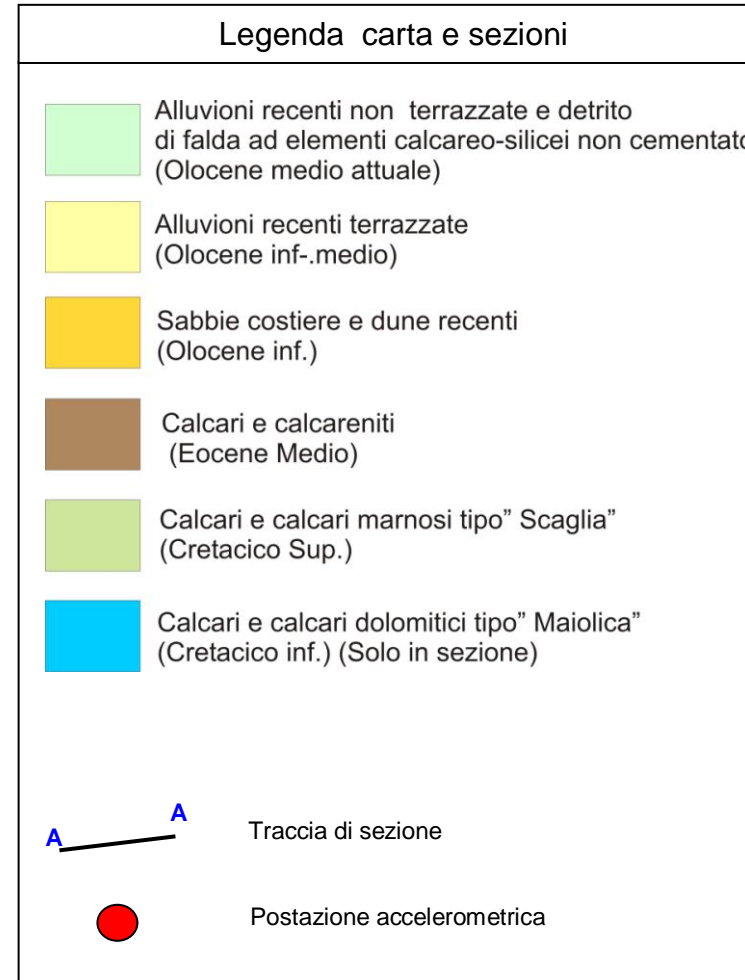 Legenda carta e sezioni
Alluvioni recenti non terrazzate e detrito
di falda ad elementi calcareo-silicei non cementato
(Olocene medio attuale)
Alluvioni recenti terrazzate
(Olocene inf-.medio)
Sabbie costiere e dune recenti
(Olocene inf.)
Calcari e calcareniti
(Eocene Medio)
Calcari e calcari marnosi tipo" Scaglia"
(Cretacico Sup.)
Calcari e calcari dolomitici tipo" Maiolica"
(Cretacico inf.) (Solo in sezione)
A A Traccia di sezione
Postazione accelerometrica